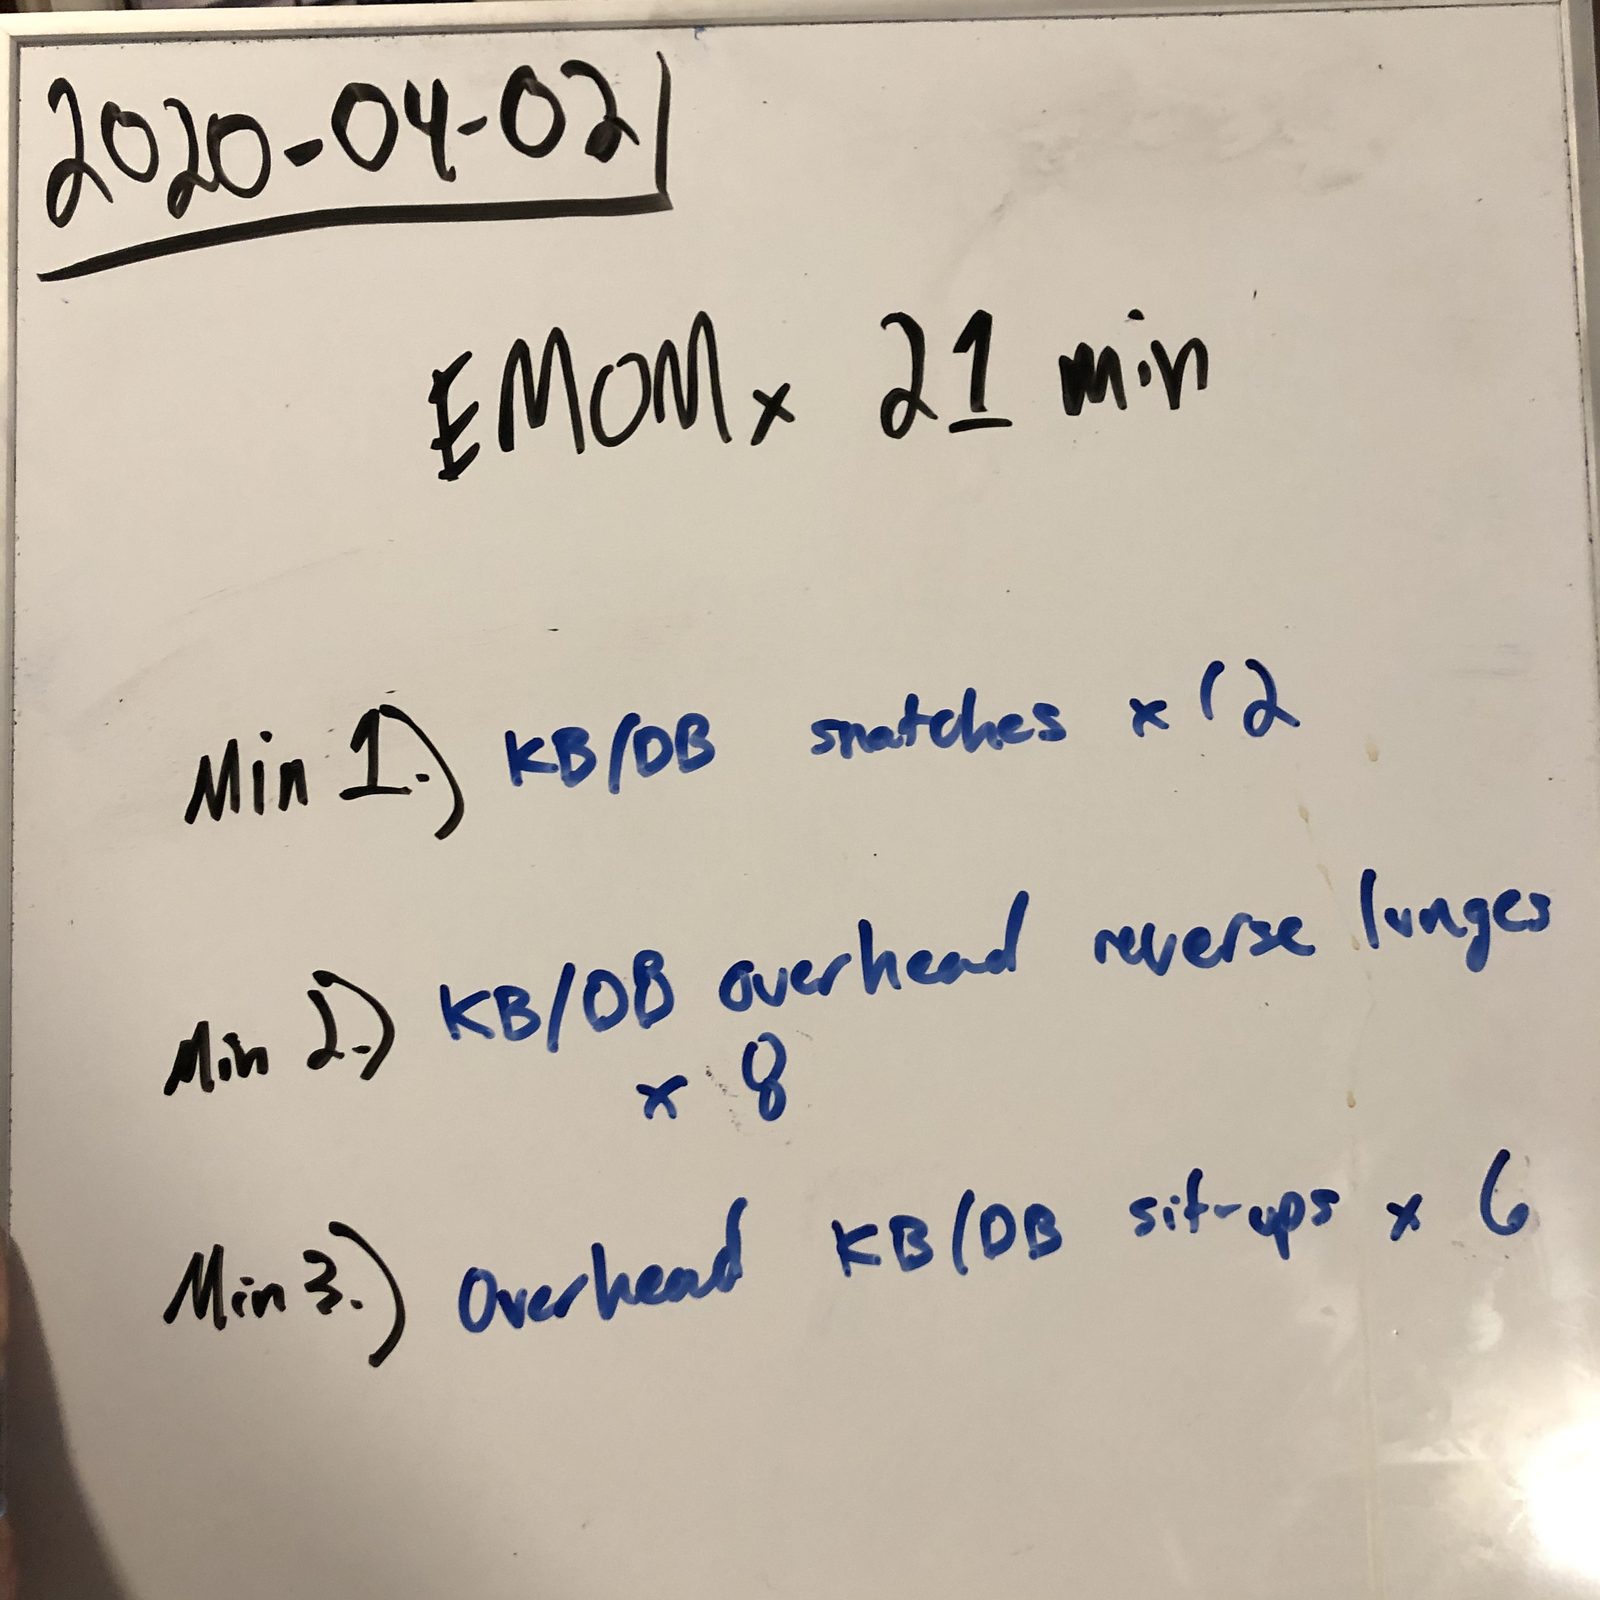 2020-04-02
EMOM x 21 min
Min 1.) KB/DB snatches x 12
Min 2.) KB/DB overhead reverse lunges
x 8
Min 3.) Overhead KB/DB sit-ups x 6